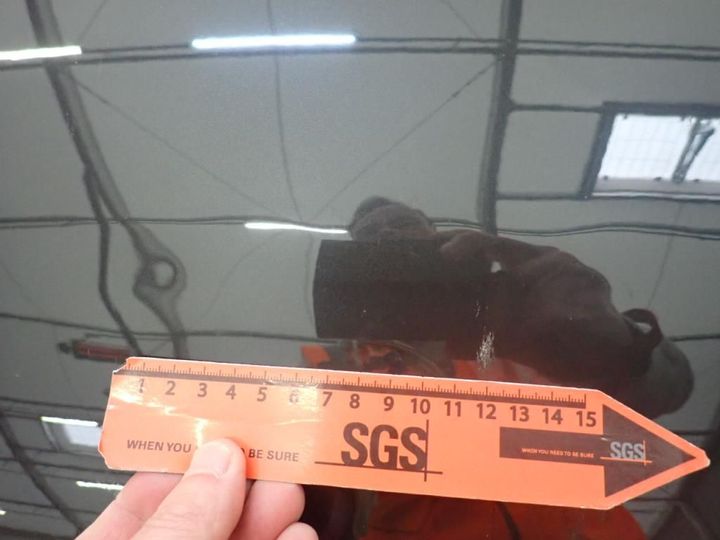 1 2 3 4 5 6 7 8 9 10 11 12 13 14 15
WHEN YOU BE SURE
SGS
WHEN YOU NEED TO BE SURE
SGS